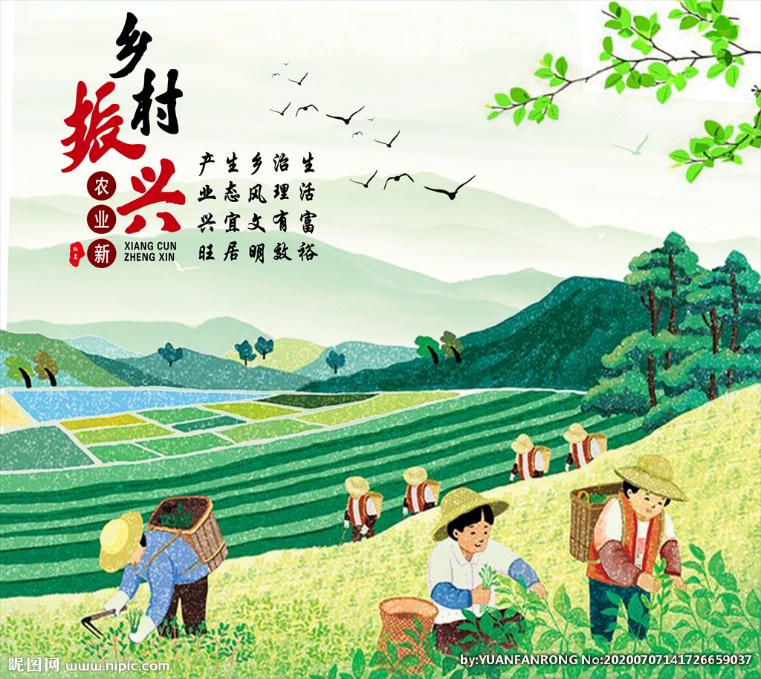 乡村
振兴
农业新
XIANG CUN
ZHENG XIN
产业兴旺
生态宜居
乡风文明
治理有效
生活富裕
昵图网 www.nipic.com
by:YUANFANRONG No:20200707141726659037